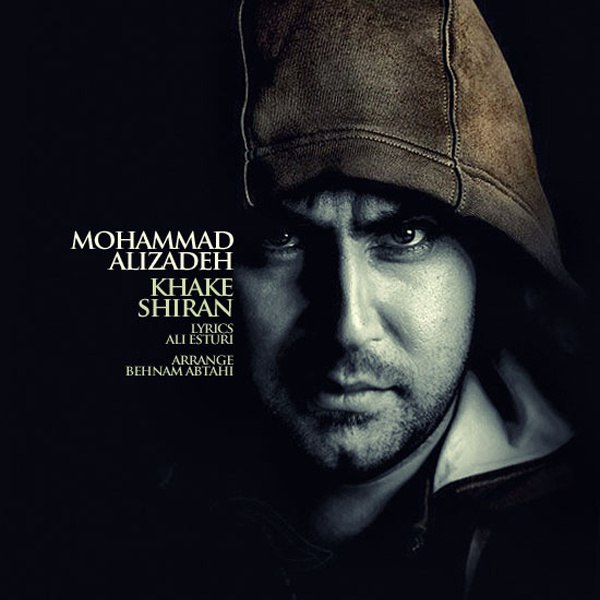 MOHAMMAD
ALIZADEH
KHAKE
SHIRAN
LYRICS
ALI ESTURI
ARRANGE
BEHNAM ABTAHI